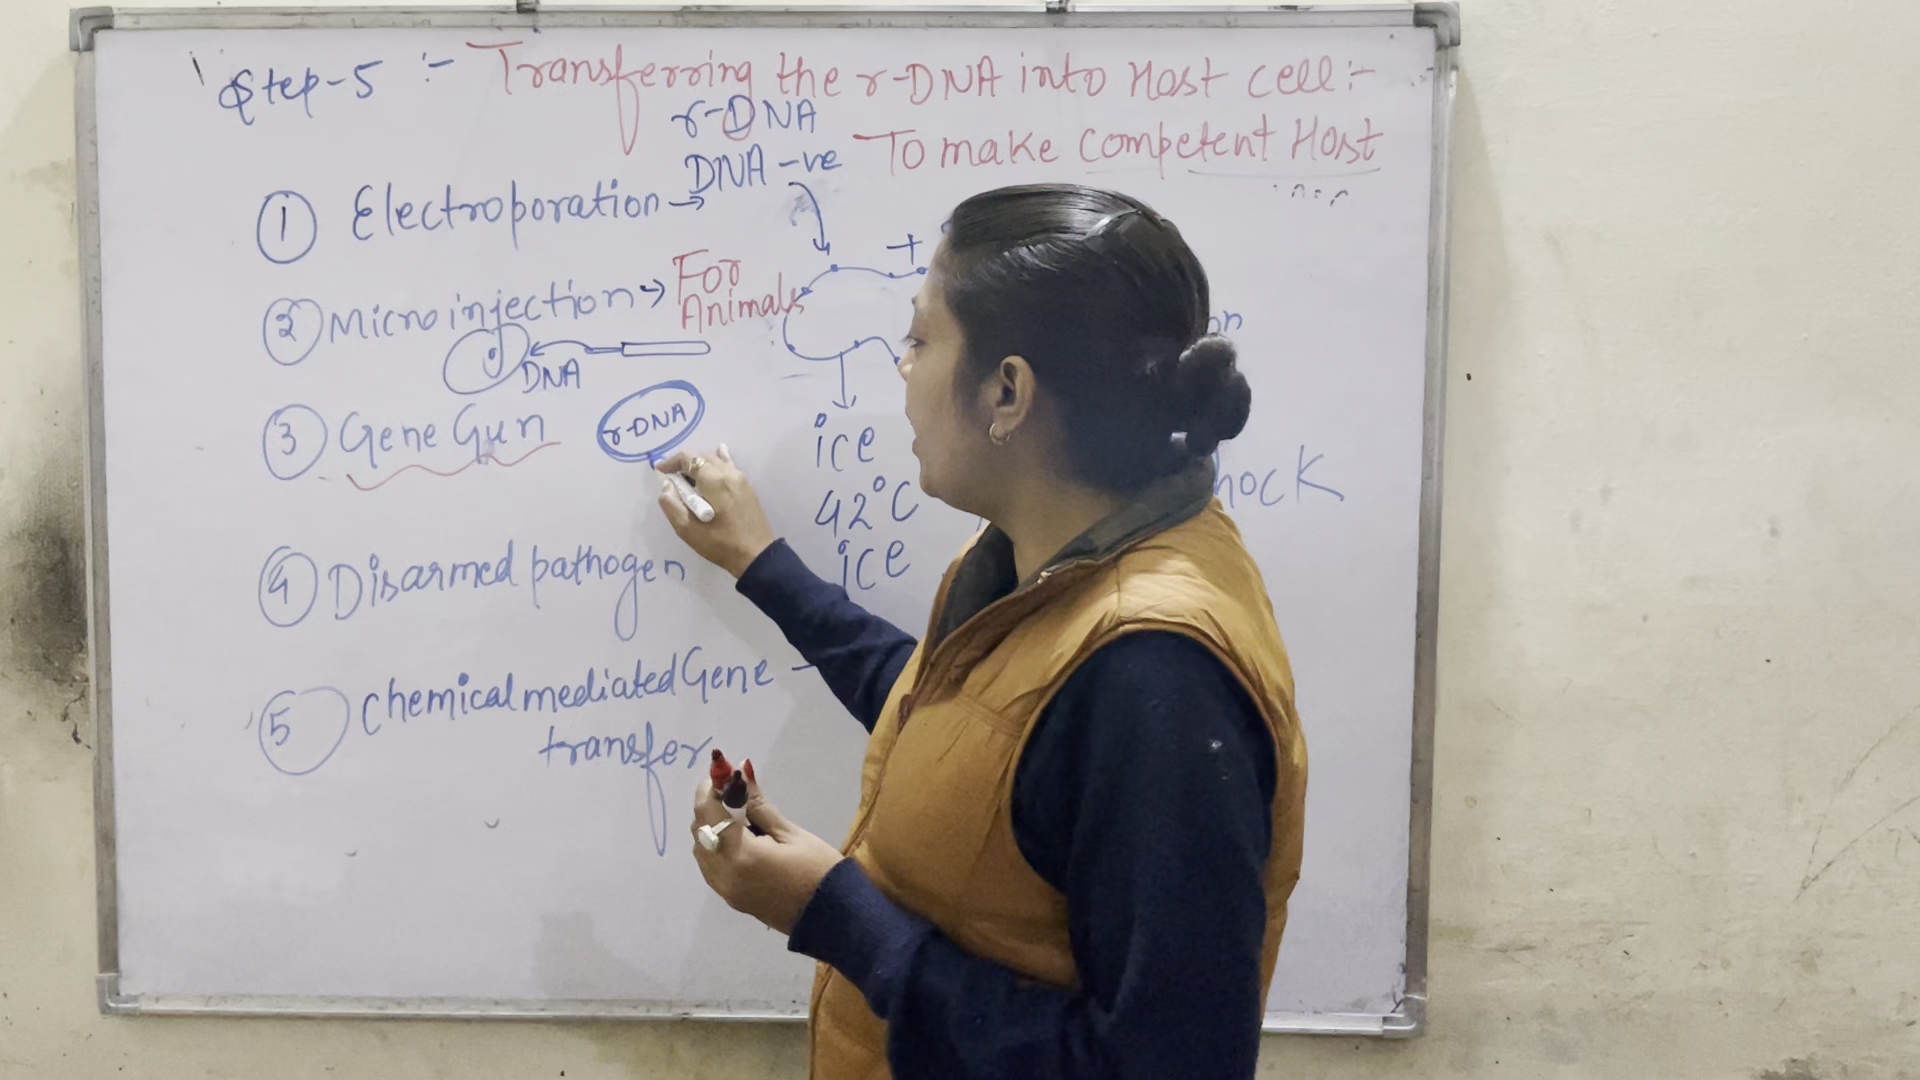 Step-5 :- Transferring the r-DNA into Host cell:-
r-DNA
DNA -ve To make competent Host
1 Electroporation →
+
2 Microinjection → For Animals
DNA
3 Gene Gun r-DNA
ice
42°C
ice
hock
4 Disarmed pathogen
5 Chemical mediated Gene -
transfer